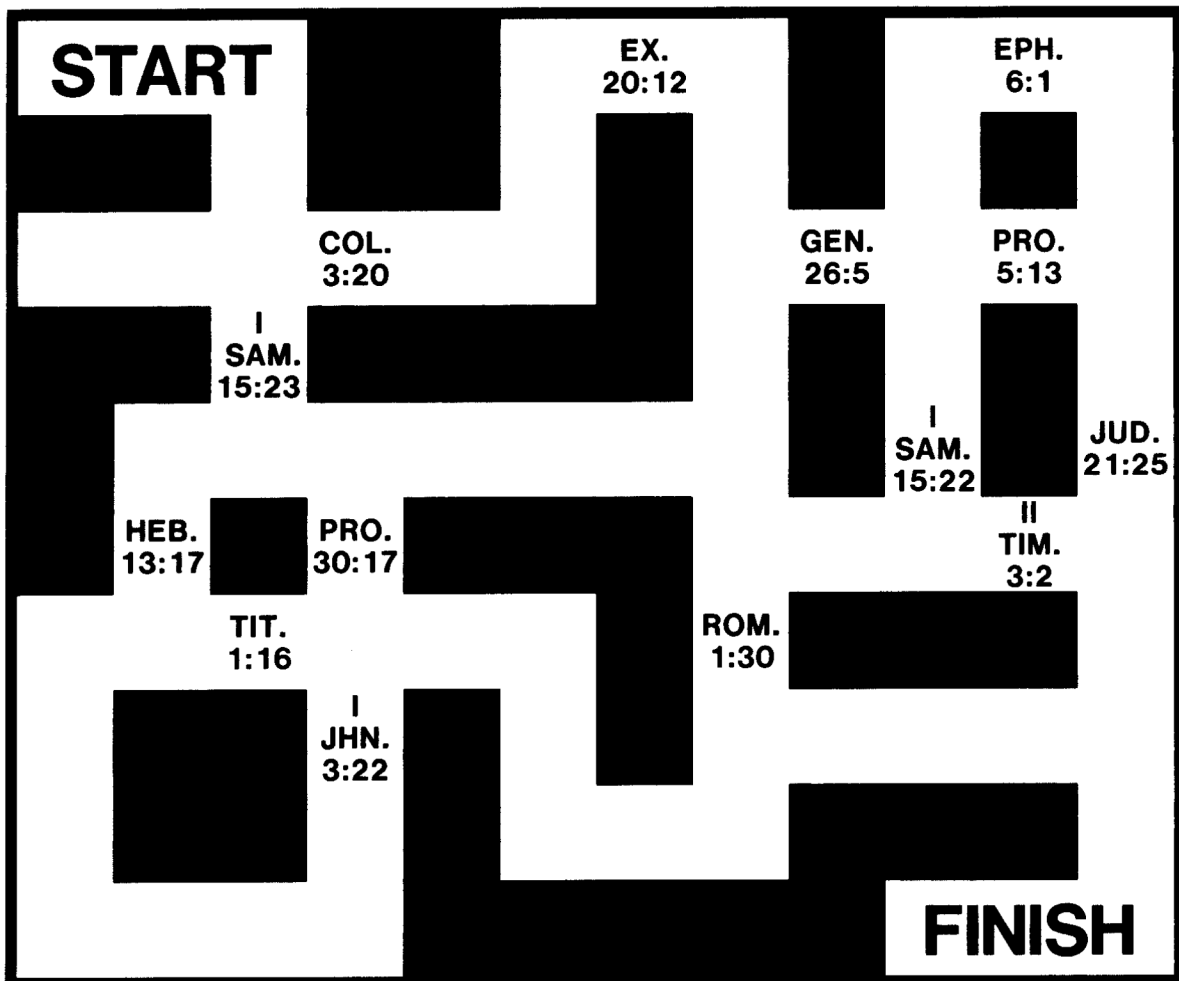 START
EX.
20:12
EPH.
6:1
COL.
3:20
GEN.
26:5
PRO.
5:13
I
SAM.
15:23
I
SAM.
15:22
JUD.
21:25
HEB.
13:17
PRO.
30:17
II
TIM.
3:2
TIT.
1:16
ROM.
1:30
I
JHN.
3:22
FINISH